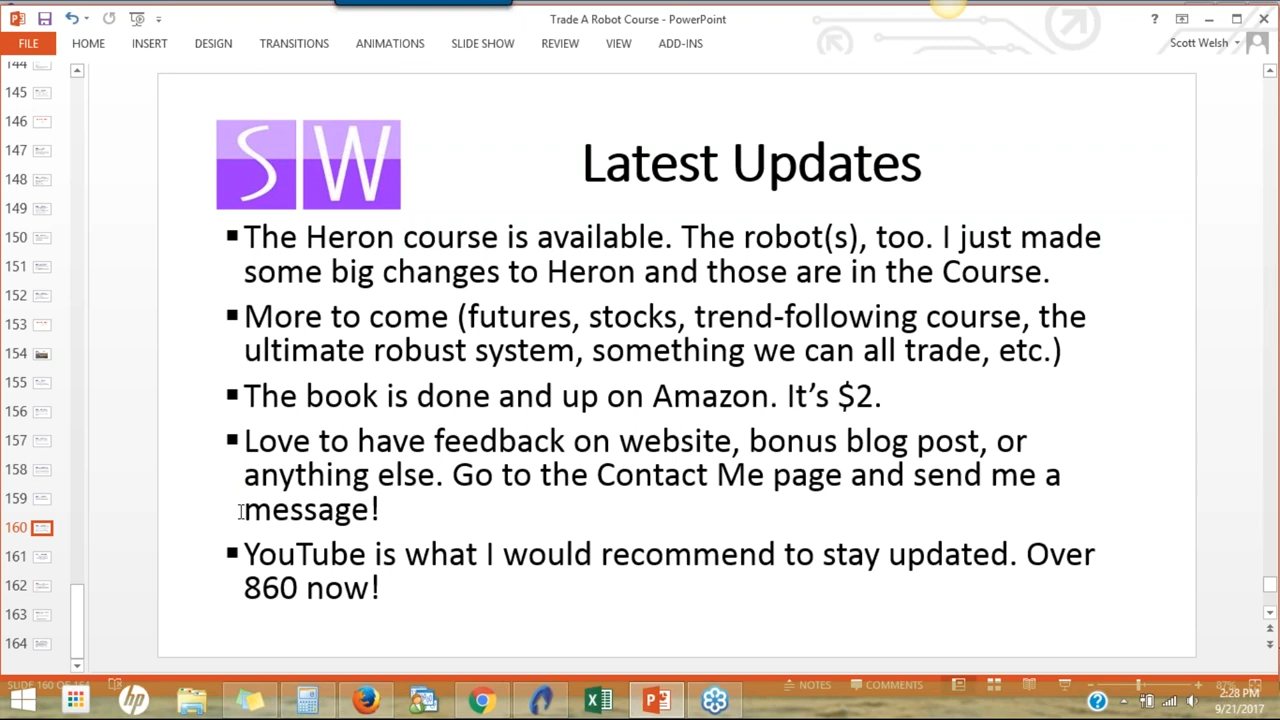 Trade A Robot Course - PowerPoint
FILE HOME INSERT DESIGN TRANSITIONS ANIMATIONS SLIDE SHOW REVIEW VIEW ADD-INS Scott Welsh
144
145
146
147
148
149
150
151
152
153
154
155
156
157
158
159
160
161
162
163
164
SW
Latest Updates
▪The Heron course is available. The robot(s), too. I just made
some big changes to Heron and those are in the Course.
▪More to come (futures, stocks, trend-following course, the
ultimate robust system, something we can all trade, etc.)
▪The book is done and up on Amazon. It’s $2.
▪Love to have feedback on website, bonus blog post, or
anything else. Go to the Contact Me page and send me a
message!
▪YouTube is what I would recommend to stay updated. Over
860 now!
SLIDE 160 OF 164 NOTES COMMENTS 87%
hp
2:28 PM
9/21/2017